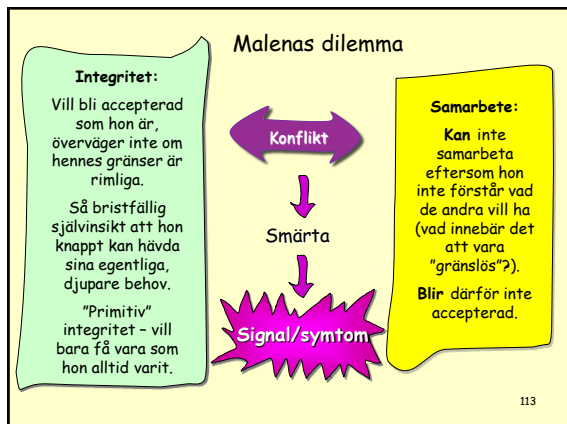 Malenas dilemma
Integritet:
Vill bli accepterad
som hon är,
överväger inte om
hennes gränser är
rimliga.
Så bristfällig
självinsikt att hon
knappt kan hävda
sina egentliga,
djupare behov.
"Primitiv"
integritet – vill
bara få vara som
hon alltid varit.
Konflikt
Smärta
Signal/symtom
Samarbete:
Kan inte
samarbeta
eftersom hon
inte förstår vad
de andra vill ha
(vad innebär det
att vara
"gränslös"?).
Blir därför inte
accepterad.
113